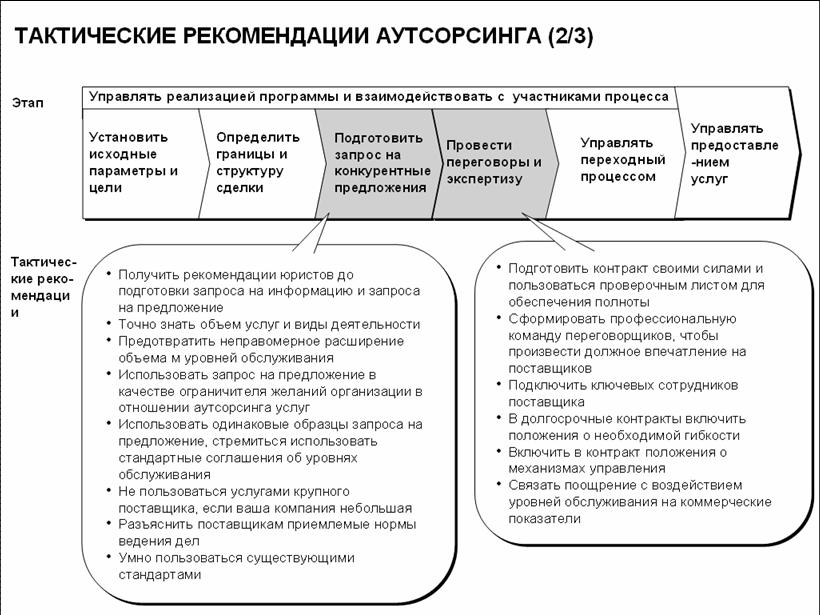 ТАКТИЧЕСКИЕ РЕКОМЕНДАЦИИ АУТСОРСИНГА (2/3)
Этап
Управлять реализацией программы и взаимодействовать с участниками процесса
Установить
исходные
параметры и
цели
Определить
границы и
структуру
сделки
Подготовить
запрос на
конкурентные
предложения
Провести
переговоры и
экспертизу
Управлять
переходный
процессом
Управлять
предоставле
-нием
услуг
Тактичес-
кие реко-
мендаци
и
• Получить рекомендации юристов до
подготовки запроса на информацию и запроса
на предложение
• Точно знать объем услуг и виды деятельности
• Предотвратить неправомерное расширение
объема м уровней обслуживания
• Использовать запрос на предложение в
качестве ограничителя желаний организации в
отношении аутсорсинга услуг
• Использовать одинаковые образцы запроса на
предложение, стремиться использовать
стандартные соглашения об уровнях
обслуживания
• Не пользоваться услугами крупного
поставщика, если ваша компания небольшая
• Разъяснить поставщикам приемлемые нормы
ведения дел
• Умно пользоваться существующими
стандартами
• Подготовить контракт своими силами и
пользоваться проверочным листом для
обеспечения полноты
• Сформировать профессиональную
команду переговорщиков, чтобы
произвести должное впечатление на
поставщиков
• Подключить ключевых сотрудников
поставщика
• В долгосрочные контракты включить
положения о необходимой гибкости
• Включить в контракт положения о
механизмах управления
• Связать поощрение с воздействием
уровней обслуживания на коммерческие
показатели